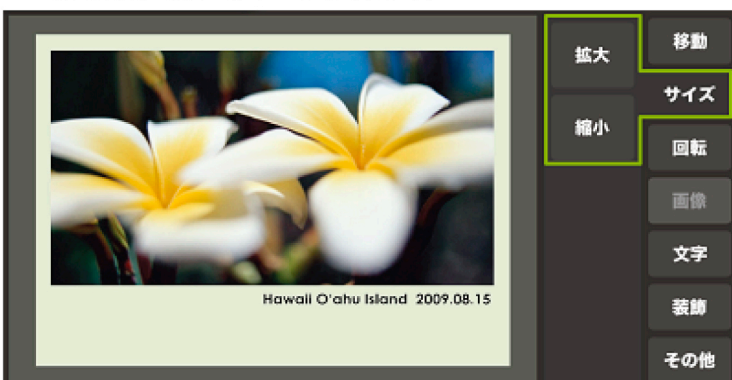 Hawaii O'ahu Island 2009.08.15
拡大
縮小
移動
サイズ
回転
画像
文字
装飾
その他